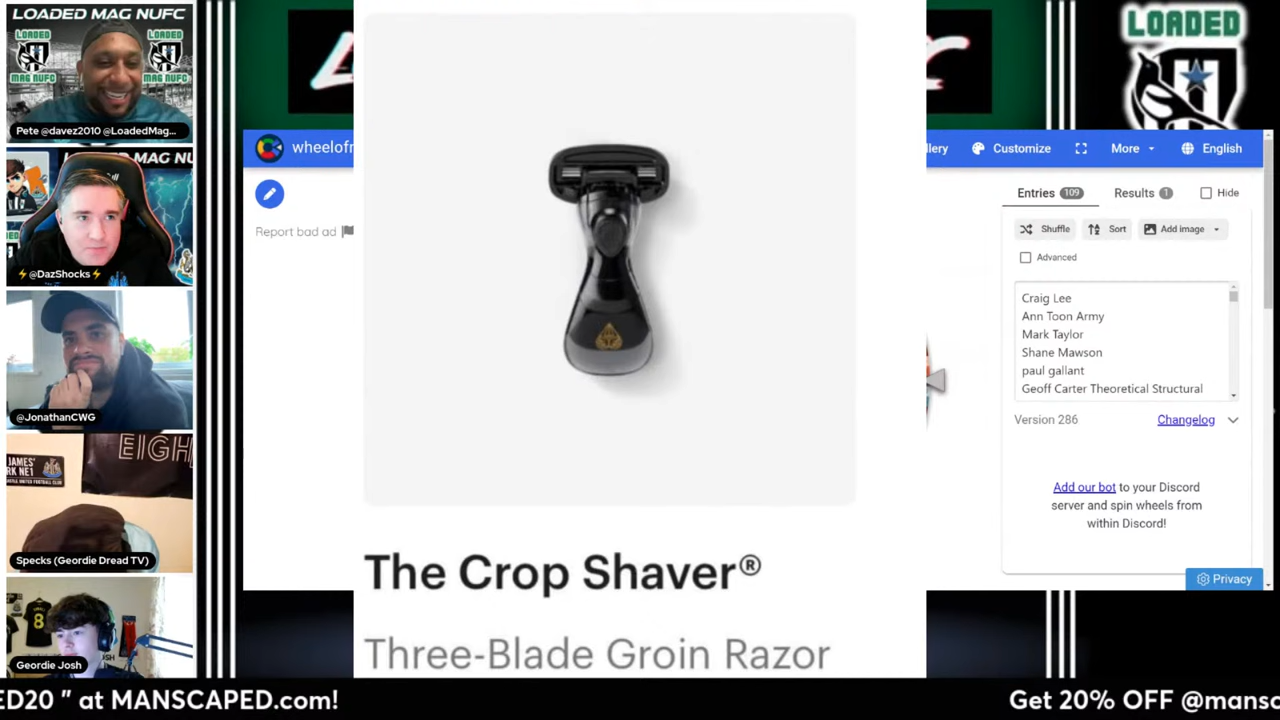 LOADED MAG NUFC
LOADED
MAG NUFC
LOADED
MAG NUFC
Pete @davez2010 @LoadedMag...
LOADED MAG NU
⚡@DazShocks⚡
@JonathanCWG
EIGH
JAMES'
RK NE1
Specks (Geordie Dread TV)
8
Geordie Josh
wheelofn
Report bad ad
The Crop Shaver®
Three-Blade Groin Razor
LOADED
llery
Customize
More
English
Entries 109
Results 1
Hide
Shuffle
Sort
Add image
Advanced
Craig Lee
Ann Toon Army
Mark Taylor
Shane Mawson
paul gallant
Geoff Carter Theoretical Structural
Version 286
Changelog
Add our bot to your Discord
server and spin wheels from
within Discord!
Privacy
ED20 " at MANSCAPED.com!
Get 20% OFF @mansc